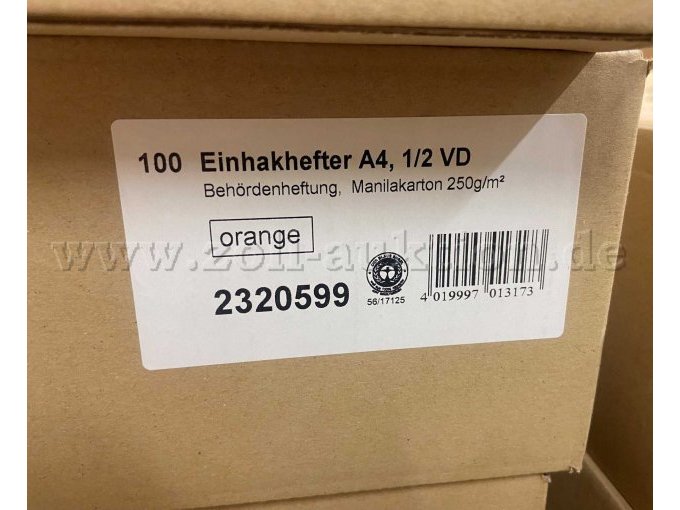 100 Einhakhefter A4, 1/2 VD
Behördenheftung, Manilakarton 250g/m²
orange
www.zoll-auktion.de
2320599
56/17125
4 019997 013173